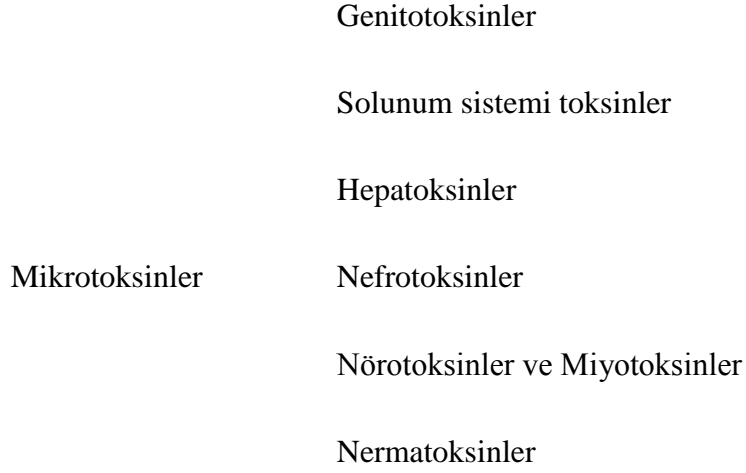 Genitotoksinler
Solunum sistemi toksinler
Hepatoksinler
Mikrotoksinler Nefrotoksinler
Nörotoksinler ve Miyotoksinler
Nermatoksinler